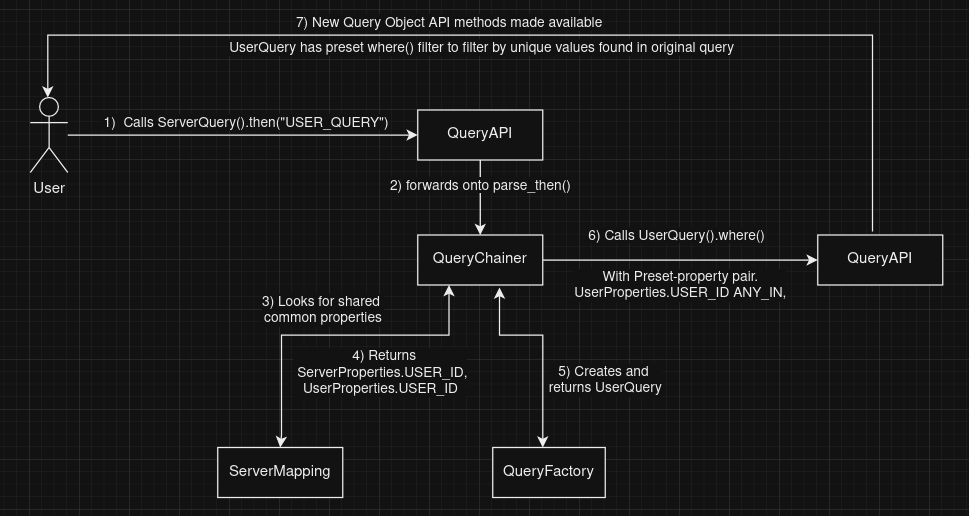 7) New Query Object API methods made available
UserQuery has preset where() filter to filter by unique values found in original query
1)  Calls ServerQuery().then("USER_QUERY")
QueryAPI
User
2) forwards onto parse_then()
6) Calls UserQuery().where()
QueryChainer
QueryAPI
With Preset-property pair.
UserProperties.USER_ID ANY_IN,
3) Looks for shared
common properties
4) Returns
ServerProperties.USER_ID,
UserProperties.USER_ID
5) Creates and
returns UserQuery
ServerMapping
QueryFactory